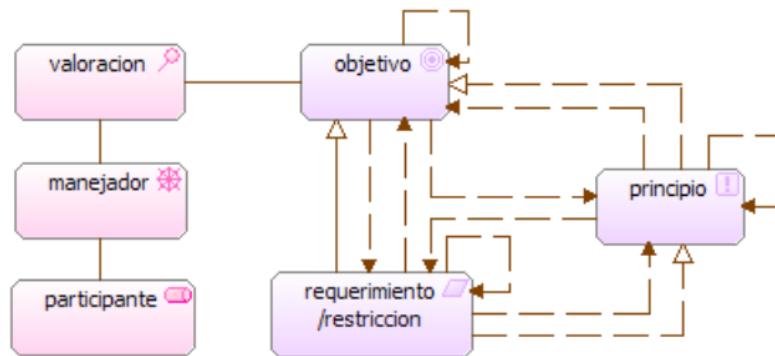 valoracion
objetivo
manejador
principio
participante
requerimiento
/restriccion